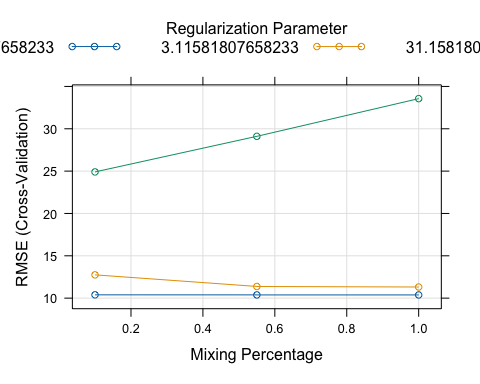 Regularization Parameter
658233 3.11581807658233 31.158180
RMSE (Cross-Validation)
30
25
20
15
10
0.2 0.4 0.6 0.8 1.0
Mixing Percentage